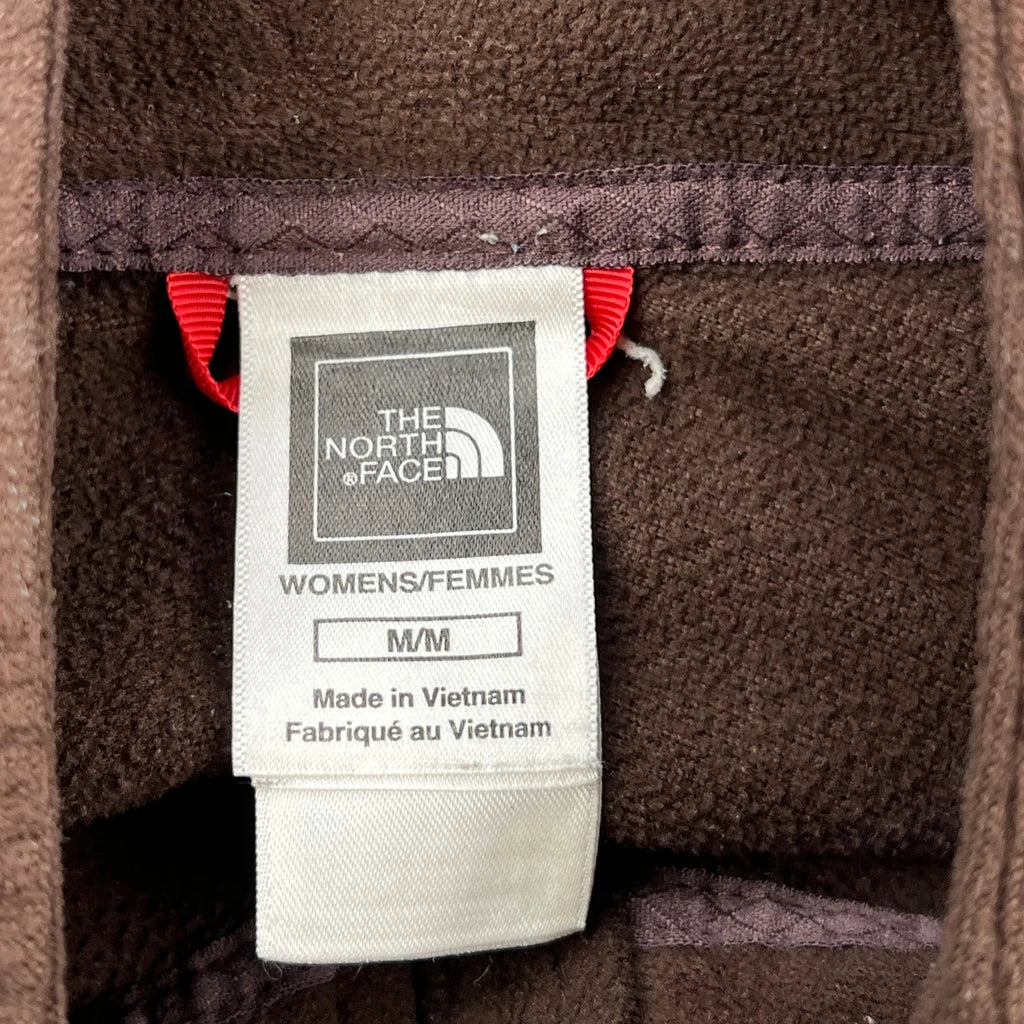 THE
NORTH
®FACE
WOMENS/FEMMES
M/M
Made in Vietnam
Fabriqué au Vietnam